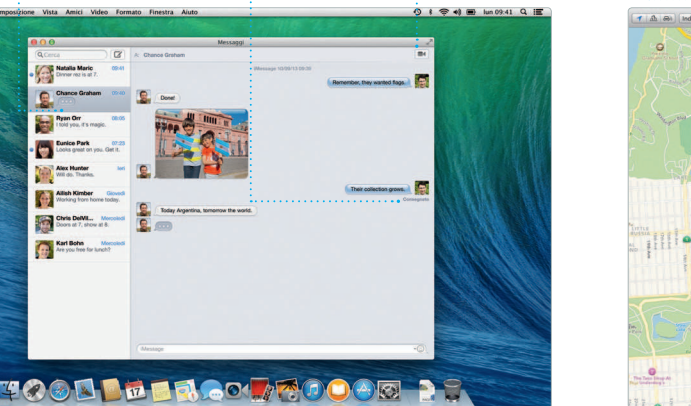 mposizione Vista Amici Video Formato Finestra Aiuto
lun 09:41
Messaggi
Cerca
A: Chance Graham
Natalia Maric 09:41
Dinner rez is at 7.
Chance Graham 09:40
Ryan Orr 08:05
I told you, it's magic.
Eunice Park 07:23
Looks great on you. Get it.
Alex Hunter Ieri
Will do. Thanks.
Ailish Kimber Giovedì
Working from home today.
Chris DelVil... Mercoledì
Doors at 7, show at 8.
Karl Bohn Mercoledì
Are you free for lunch?
Remember, they wanted flags.
Done!
Their collection grows.
Consegnato
Today Argentina, tomorrow the world.
iMessage
17
Ind